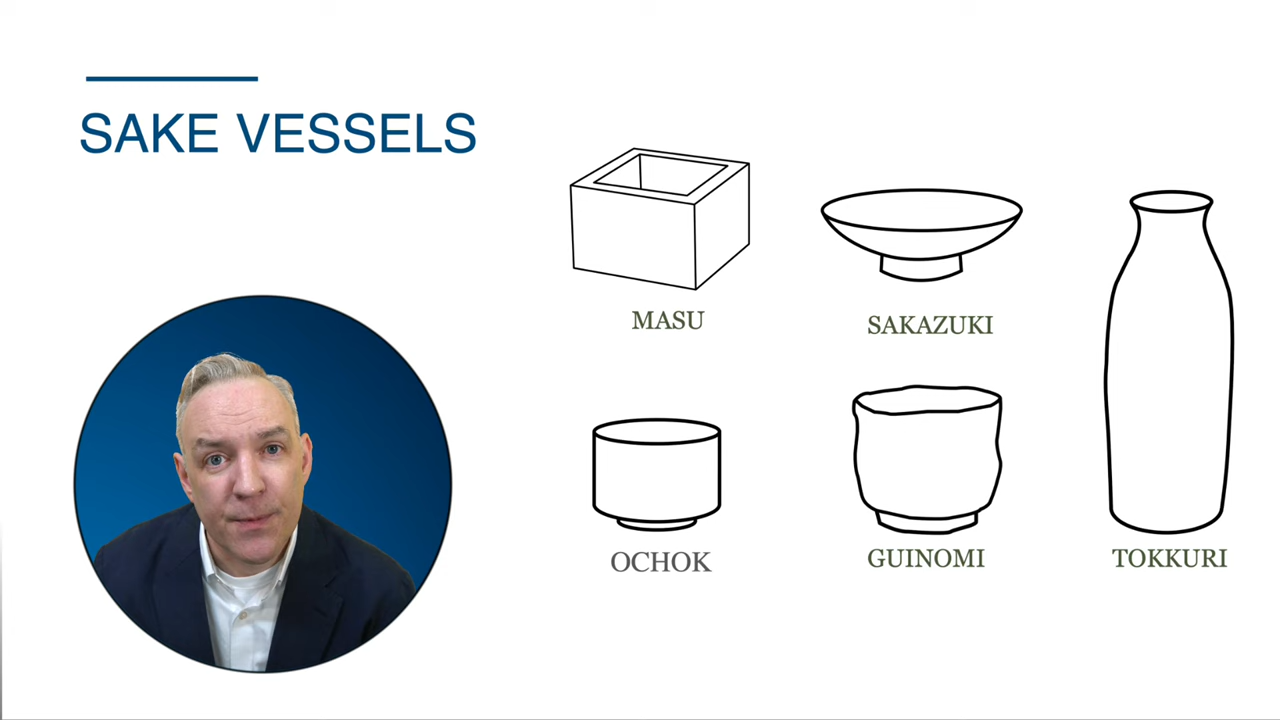 SAKE VESSELS
MASU
SAKAZUKI
OCHOK
GUINOMI
TOKKURI